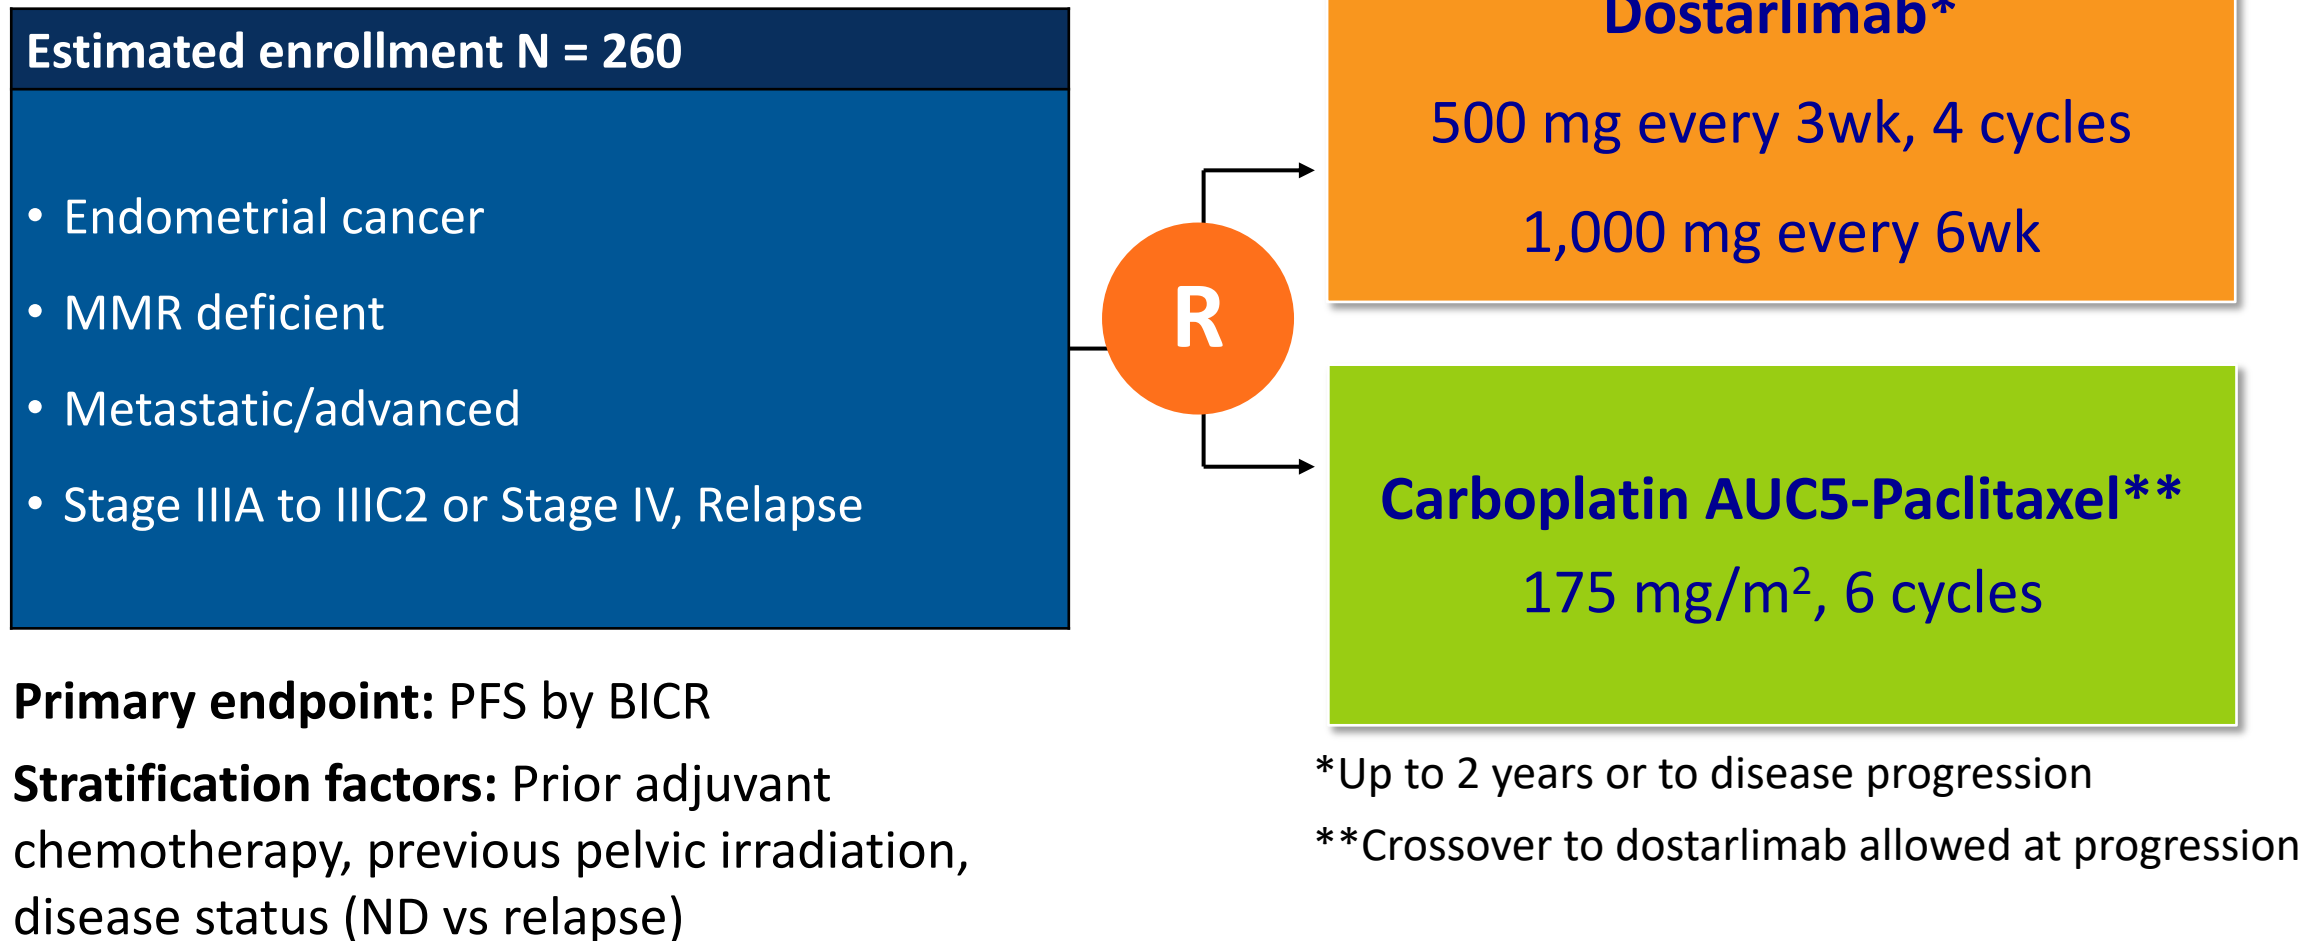 Estimated enrollment N = 260
• Endometrial cancer
• MMR deficient
• Metastatic/advanced
• Stage IIIA to IIIC2 or Stage IV, Relapse
R
Dostarlimab*
500 mg every 3wk, 4 cycles
1,000 mg every 6wk
Carboplatin AUC5-Paclitaxel**
175 mg/m², 6 cycles
Primary endpoint: PFS by BICR
Stratification factors: Prior adjuvant
chemotherapy, previous pelvic irradiation,
disease status (ND vs relapse)
*Up to 2 years or to disease progression
**Crossover to dostarlimab allowed at progression